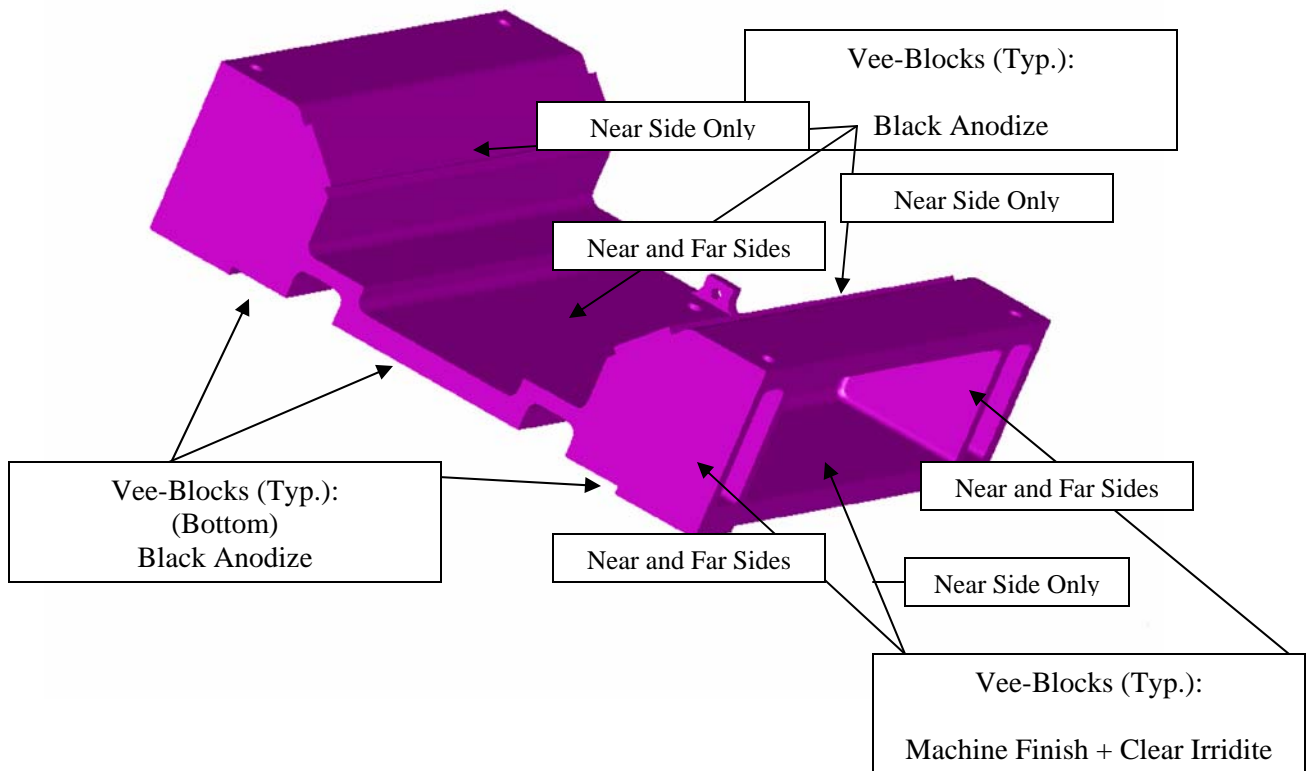 Vee-Blocks (Typ.):
Black Anodize
Near Side Only
Near Side Only
Near and Far Sides
Vee-Blocks (Typ.):
(Bottom)
Black Anodize
Near and Far Sides
Near and Far Sides
Near Side Only
Vee-Blocks (Typ.):
Machine Finish + Clear Irridite